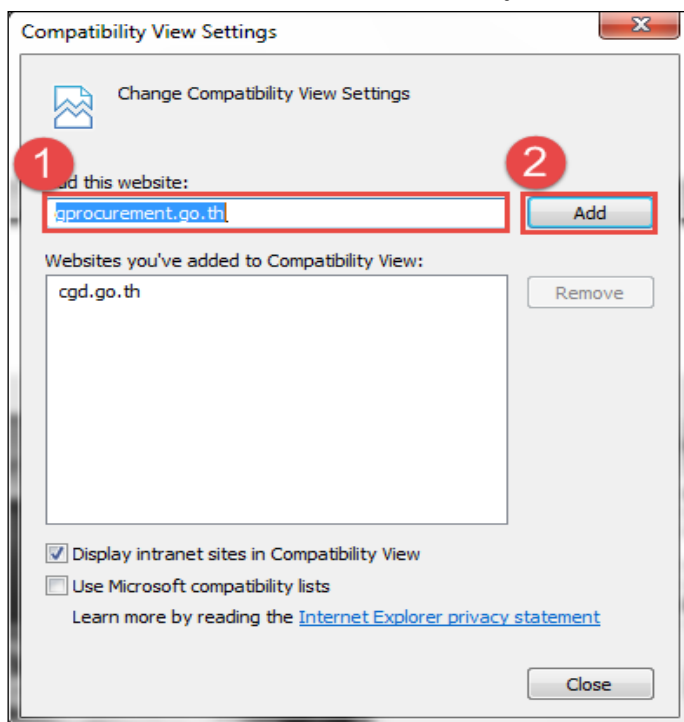 Compatibility View Settings
Change Compatibility View Settings
1
2
dd this website:
gprocurement.go.th
Add
Websites you've added to Compatibility View:
cgd.go.th
Remove
Display intranet sites in Compatibility View
Use Microsoft compatibility lists
Learn more by reading the Internet Explorer privacy statement
Close